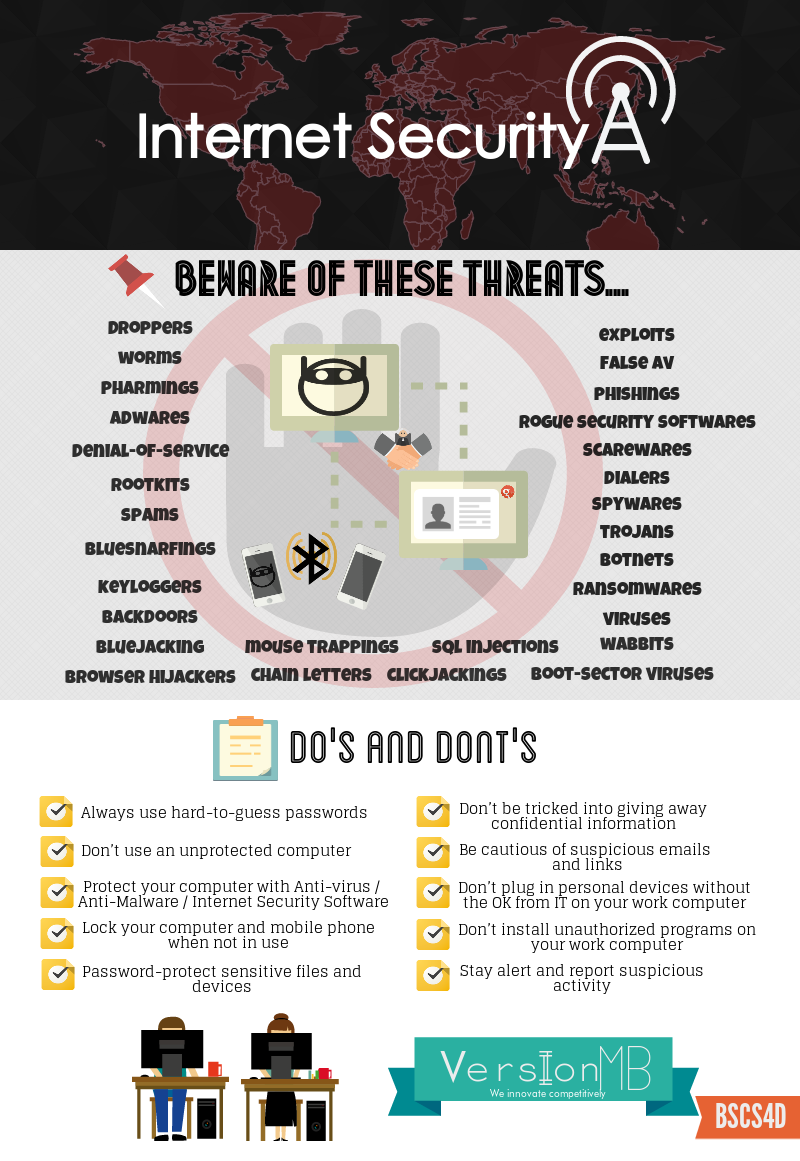 Internet Security
BEWARE OF THESE THREATS.....
DROPPERS
WORMS
PHARMINGS
ADWARES
DENIAL-OF-SERVICE
ROOTKITS
SPAMS
BLUESNARFINGS
KEYLOGGERS
BACKDOORS
BLUEJACKING
BROWSER HIJACKERS
MOUSE TRAPPINGS
CHAIN LETTERS
SQL INJECTIONS
CLICKJACKINGS
EXPLOITS
FALSE AV
PHISHINGS
ROGUE SECURITY SOFTWARES
SCAREWARES
DIALERS
SPYWARES
TROJANS
BOTNETS
RANSOMWARES
VIRUSES
WABBITS
BOOT-SECTOR VIRUSES
DO'S AND DONT'S
Always use hard-to-guess passwords
Don't use an unprotected computer
Protect your computer with Anti-virus /
Anti-Malware / Internet Security Software
Lock your computer and mobile phone
when not in use
Password-protect sensitive files and
devices
Don't be tricked into giving away
confidential information
Be cautious of suspicious emails
and links
Don't plug in personal devices without
the OK from IT on your work computer
Don't install unauthorized programs on
your work computer
Stay alert and report suspicious
activity
VersIonMB
We innovate competitively
BSCS4D